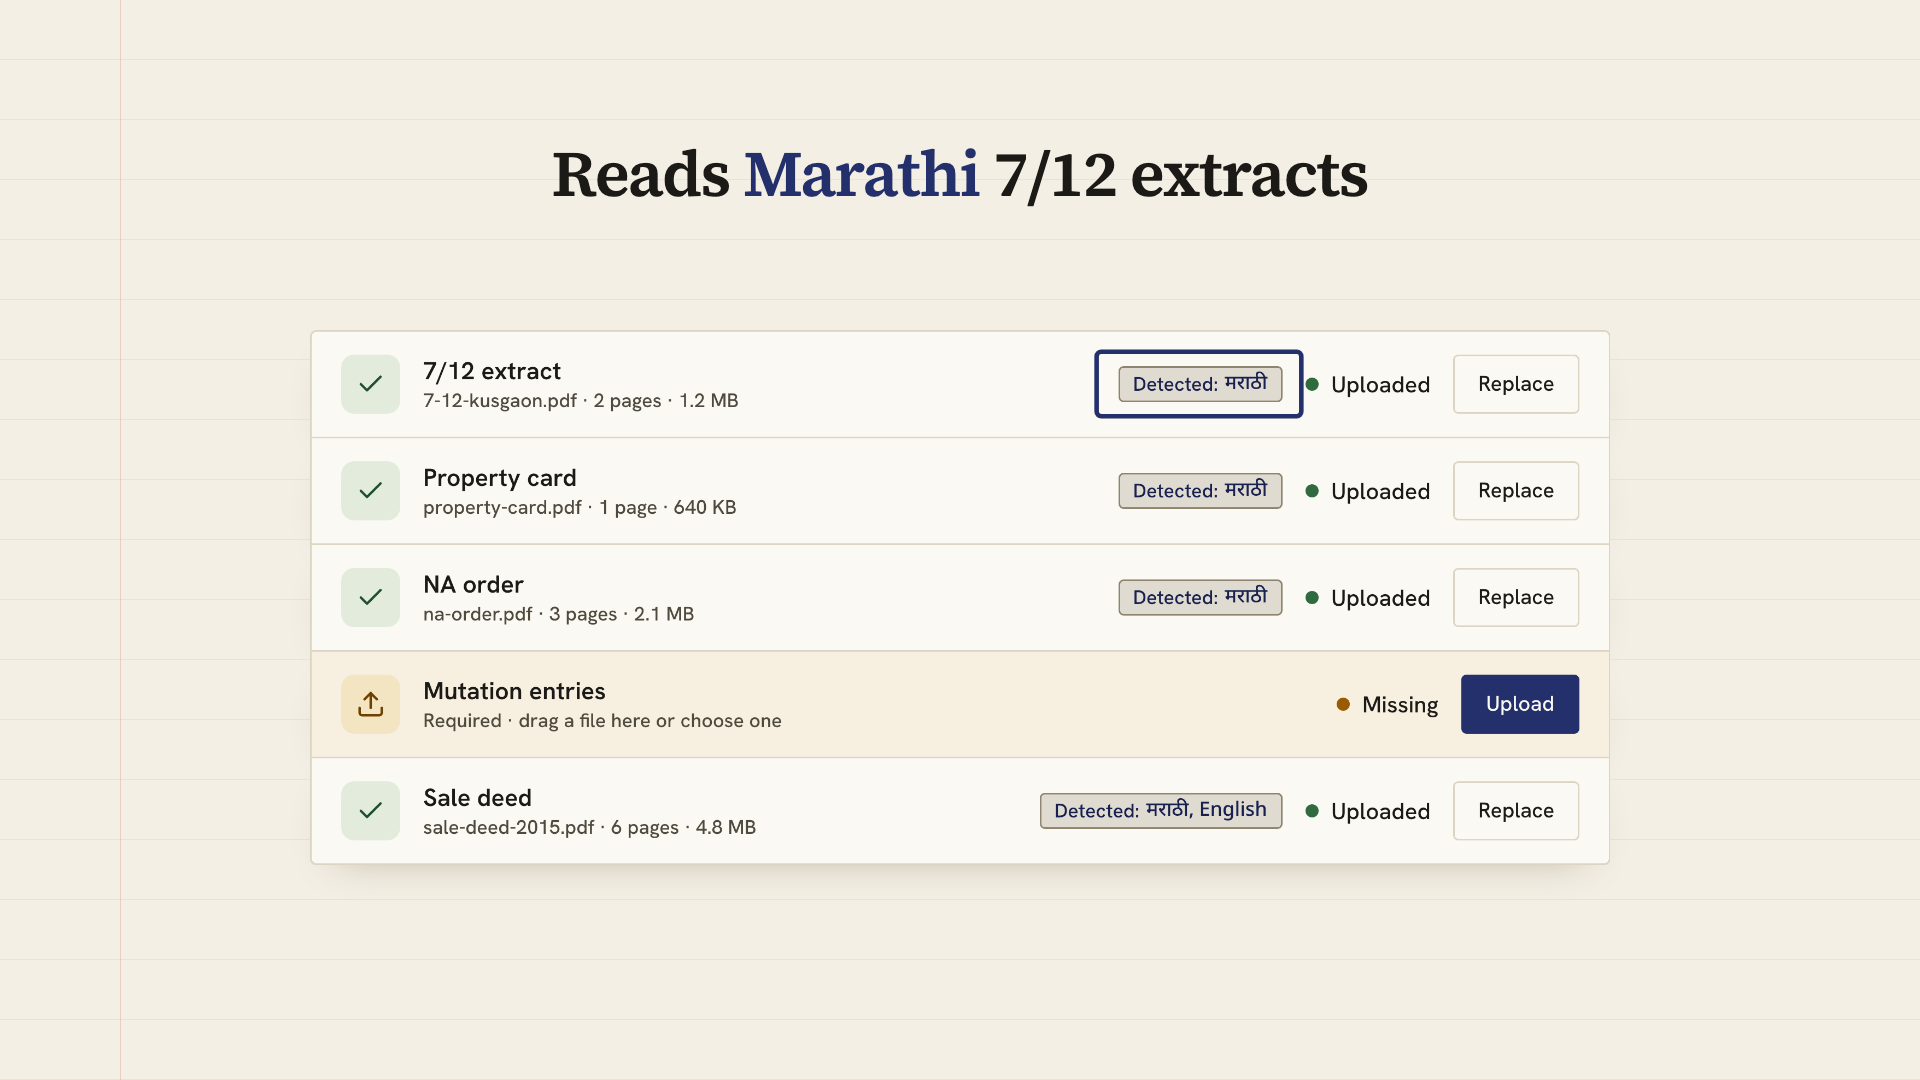 Reads Marathi 7/12 extracts
7/12 extract
7-12-kusgaon.pdf · 2 pages · 1.2 MB
Detected: मराठी
Uploaded
Replace
Property card
property-card.pdf · 1 page · 640 KB
Detected: मराठी
Uploaded
Replace
NA order
na-order.pdf · 3 pages · 2.1 MB
Detected: मराठी
Uploaded
Replace
Mutation entries
Required · drag a file here or choose one
Missing
Upload
Sale deed
sale-deed-2015.pdf · 6 pages · 4.8 MB
Detected: मराठी, English
Uploaded
Replace